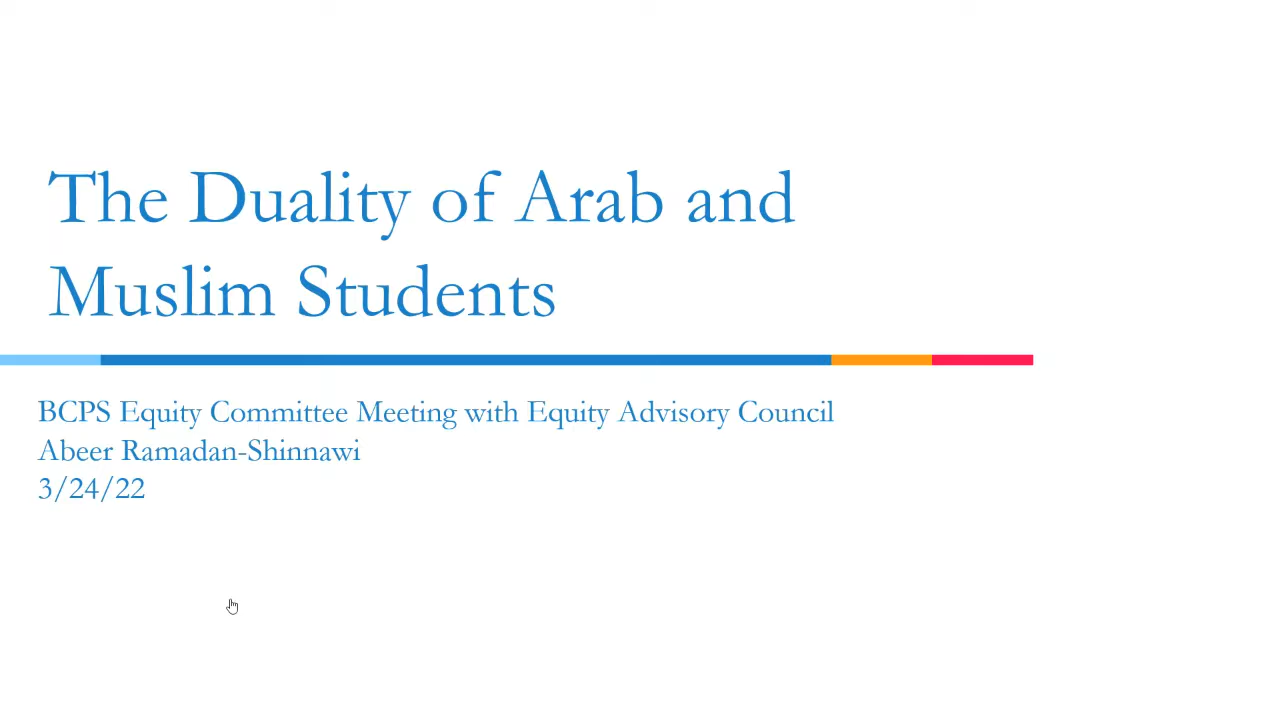 The Duality of Arab and
Muslim Students
BCPS Equity Committee Meeting with Equity Advisory Council
Abeer Ramadan-Shinnawi
3/24/22